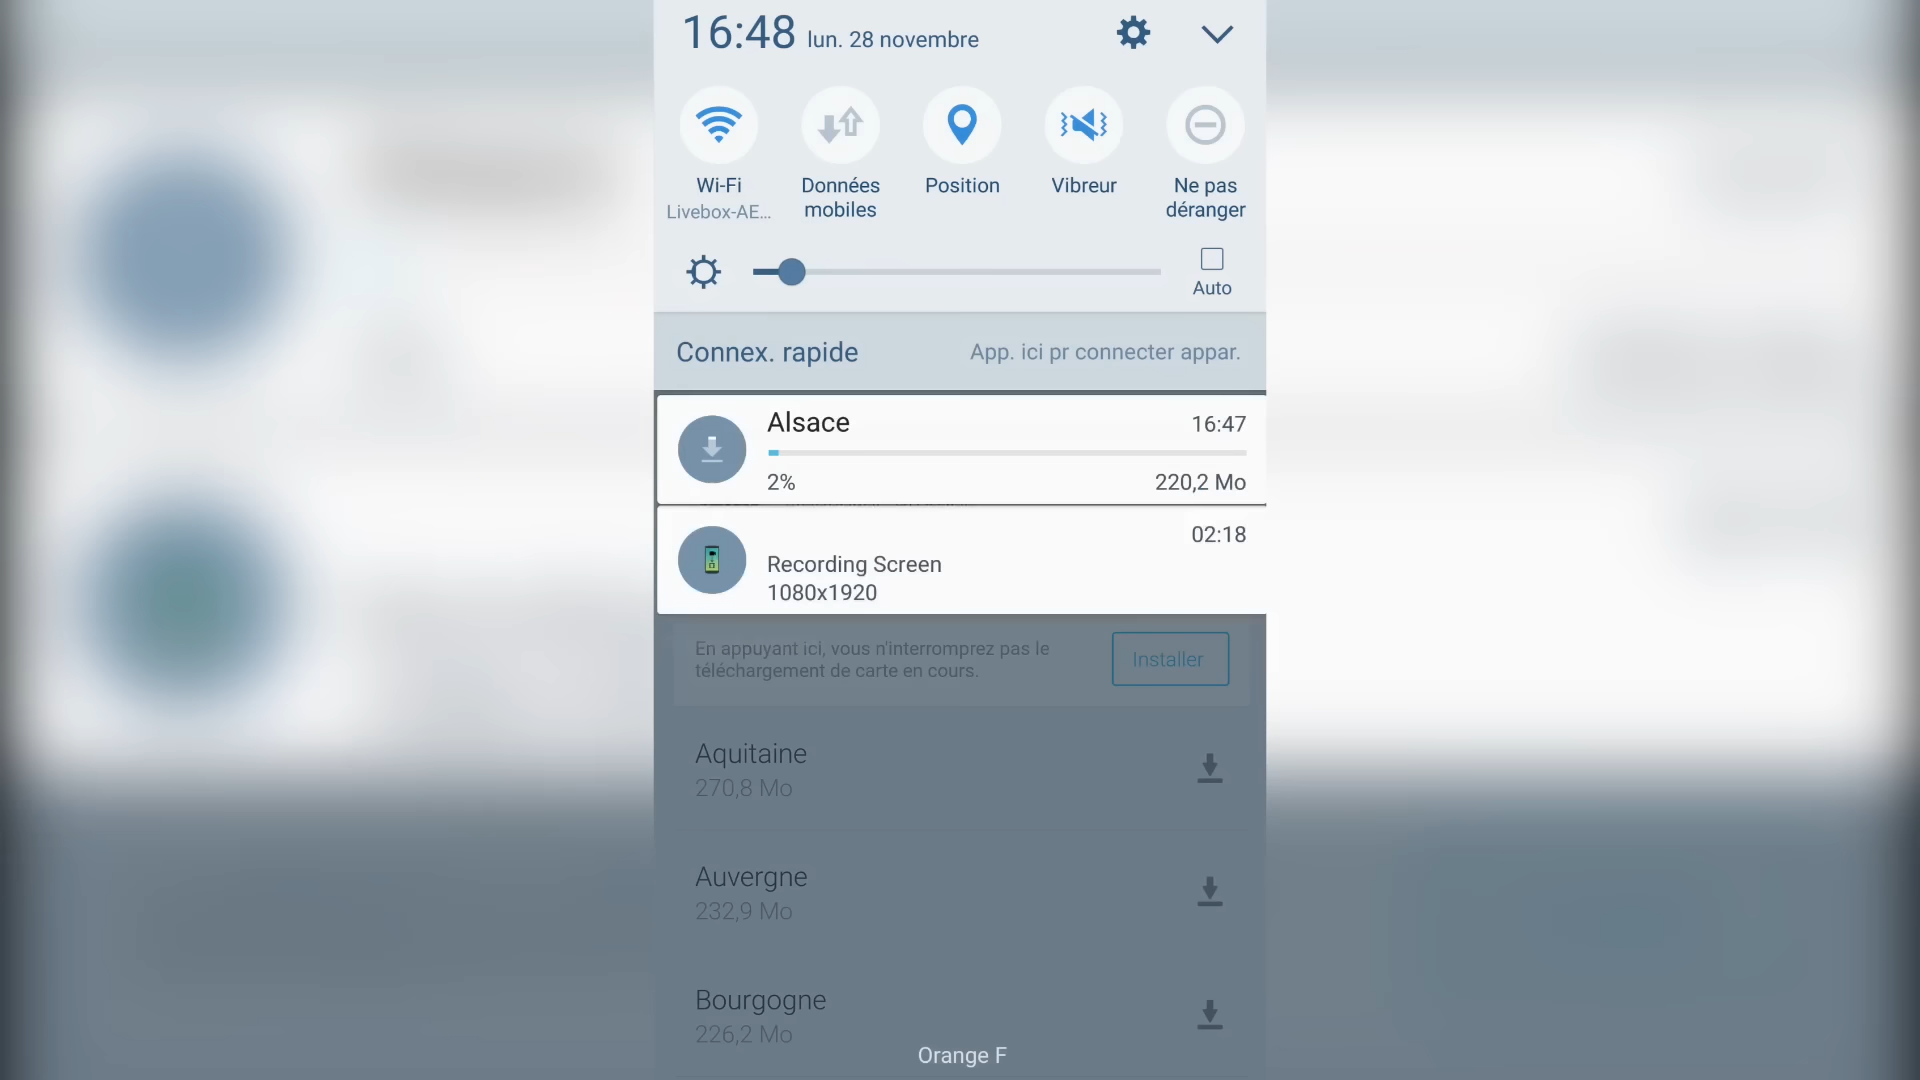 16:48 lun. 28 novembre
Wi-Fi
Livebox-AE...
Données
mobiles
Position
Vibreur
Ne pas
déranger
Auto
Connex. rapide App. ici pr connecter appar.
Alsace 16:47
2% 220,2 Mo
02:18
Recording Screen
1080x1920
En appuyant ici, vous n'interromprez pas le
téléchargement de carte en cours.
Installer
Aquitaine
270,8 Mo
Auvergne
232,9 Mo
Bourgogne
226,2 Mo
Orange F